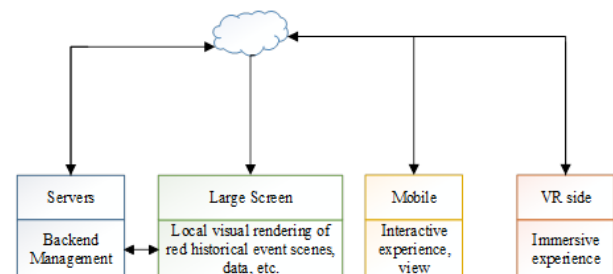 Servers
Backend
Management
Large Screen
Local visual rendering of
red historical event scenes,
data, etc.
Mobile
Interactive
experience,
view
VR side
Immersive
experience